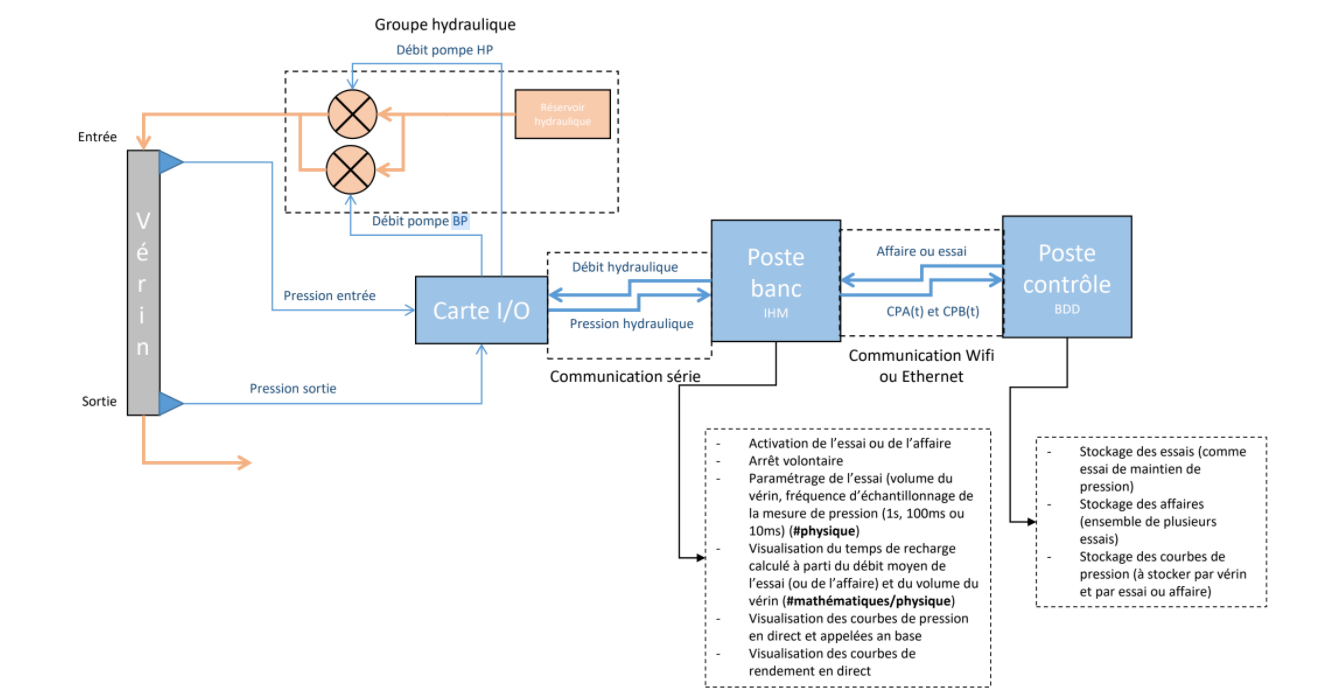 Groupe hydraulique
Débit pompe HP
Réservoir
hydraulique
Entrée
Vérin
Débit pompe BP
Pression entrée
Carte I/O
Débit hydraulique
Pression hydraulique
Communication série
Poste
banc
IHM
Affaire ou essai
CPA(t) et CPB(t)
Communication Wifi
ou Ethernet
Poste
contrôle
BDD
Pression sortie
Sortie
- Activation de l’essai ou de l’affaire
- Arrêt volontaire
- Paramétrage de l’essai (volume du
vérin, fréquence d’échantillonnage de
la mesure de pression (1s, 100ms ou
10ms) (#physique)
- Visualisation du temps de recharge
calculé à parti du débit moyen de
l’essai (ou de l’affaire) et du volume du
vérin (#mathématiques/physique)
- Visualisation des courbes de pression
en direct et appelées an base
- Visualisation des courbes de
rendement en direct
- Stockage des essais (comme
essai de maintien de
pression)
- Stockage des affaires
(ensemble de plusieurs
essais)
- Stockage des courbes de
pression (à stocker par vérin
et par essai ou affaire)